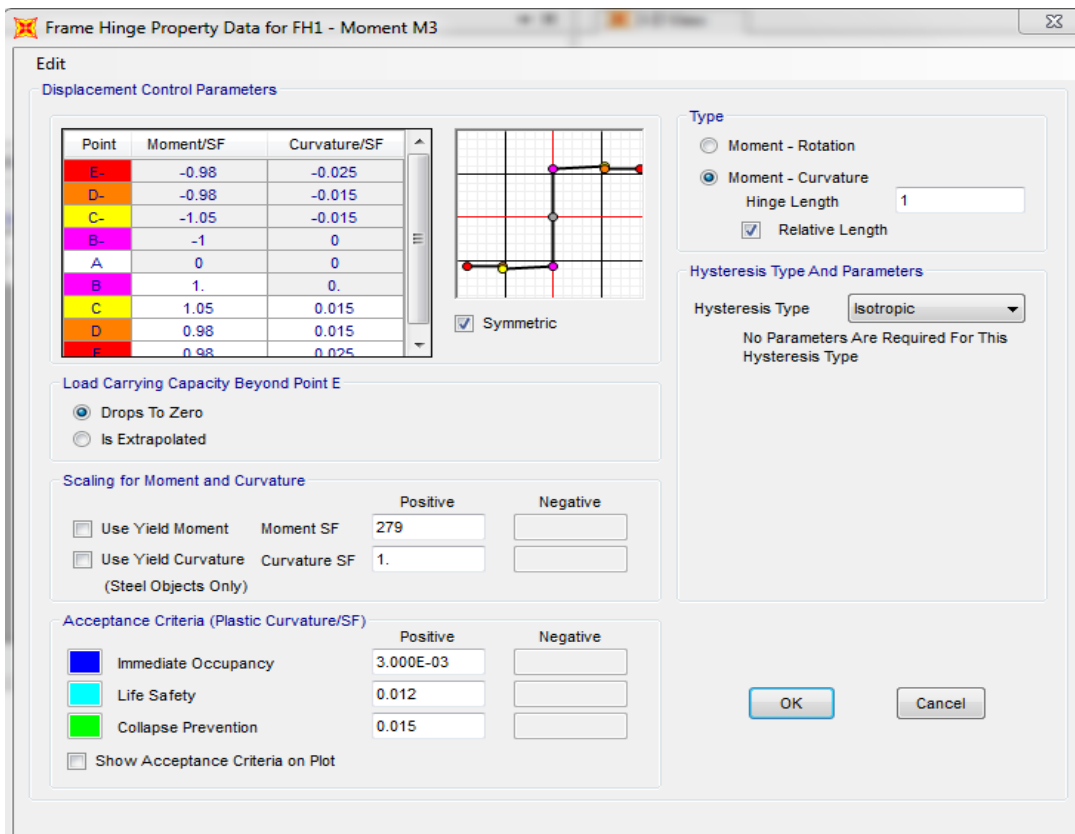 Frame Hinge Property Data for FH1 - Moment M3
Edit
Displacement Control Parameters
Point Moment/SF Curvature/SF
E- -0.98 -0.025
D- -0.98 -0.015
C- -1.05 -0.015
B- -1 0
A 0 0
B 1. 0.
C 1.05 0.015
D 0.98 0.015
E 0.98 0.025
Symmetric
Type
Moment - Rotation
Moment - Curvature
Hinge Length 1
Relative Length
Hysteresis Type And Parameters
Hysteresis Type Isotropic
No Parameters Are Required For This
Hysteresis Type
Load Carrying Capacity Beyond Point E
Drops To Zero
Is Extrapolated
Scaling for Moment and Curvature
Positive Negative
Use Yield Moment Moment SF 279
Use Yield Curvature Curvature SF 1.
(Steel Objects Only)
Acceptance Criteria (Plastic Curvature/SF)
Positive Negative
Immediate Occupancy 3.000E-03
Life Safety 0.012
Collapse Prevention 0.015
Show Acceptance Criteria on Plot
OK Cancel